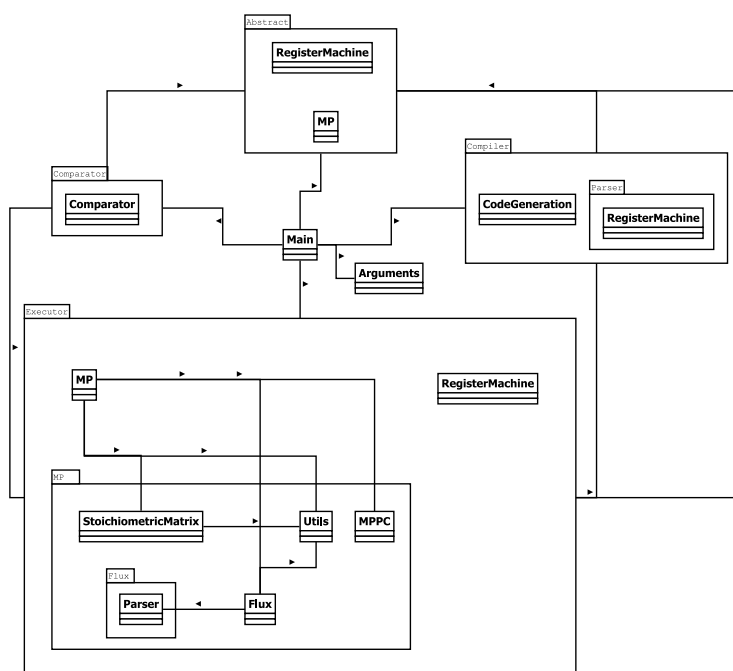 Abstract
RegisterMachine
MP
Compiler
Comparator
Parser
Comparator
CodeGeneration
RegisterMachine
Main
Arguments
Executor
MP
RegisterMachine
MP
StoichiometricMatrix
Utils
MPPC
Flux
Parser
Flux